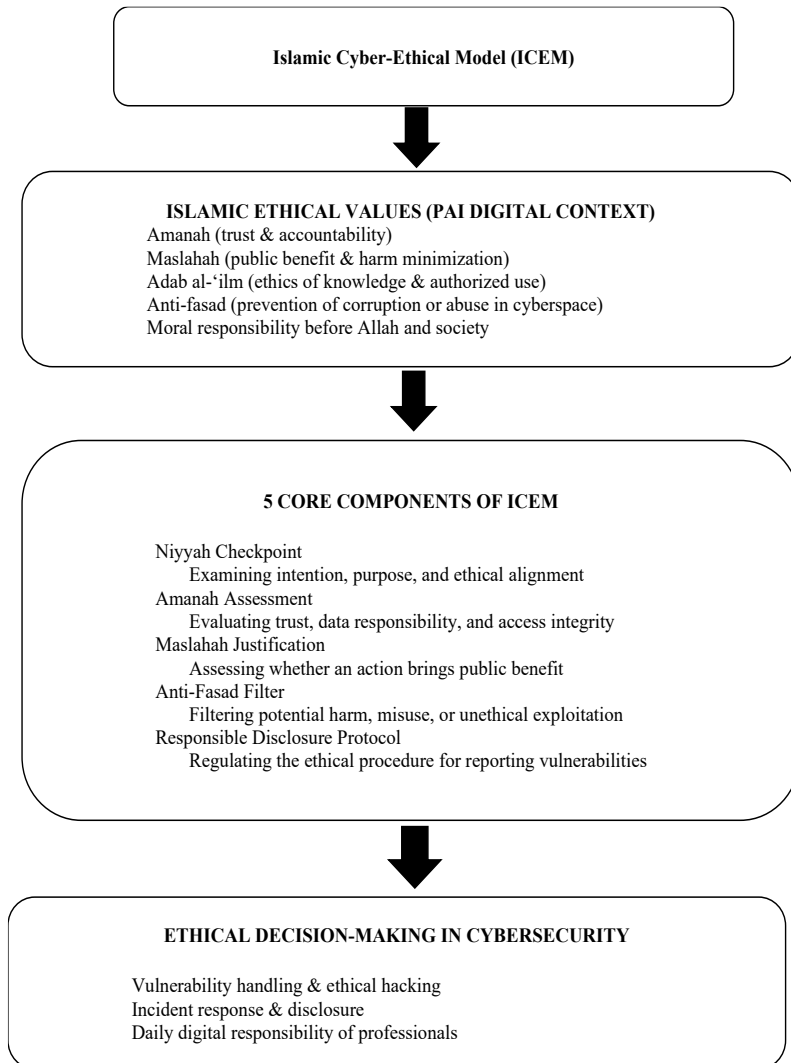 Islamic Cyber-Ethical Model (ICEM)
ISLAMIC ETHICAL VALUES (PAI DIGITAL CONTEXT)
Amanah (trust & accountability)
Maslahah (public benefit & harm minimization)
Adab al-‘ilm (ethics of knowledge & authorized use)
Anti-fasad (prevention of corruption or abuse in cyberspace)
Moral responsibility before Allah and society
5 CORE COMPONENTS OF ICEM
Niyyah Checkpoint
Examining intention, purpose, and ethical alignment
Amanah Assessment
Evaluating trust, data responsibility, and access integrity
Maslahah Justification
Assessing whether an action brings public benefit
Anti-Fasad Filter
Filtering potential harm, misuse, or unethical exploitation
Responsible Disclosure Protocol
Regulating the ethical procedure for reporting vulnerabilities
ETHICAL DECISION-MAKING IN CYBERSECURITY
Vulnerability handling & ethical hacking
Incident response & disclosure
Daily digital responsibility of professionals